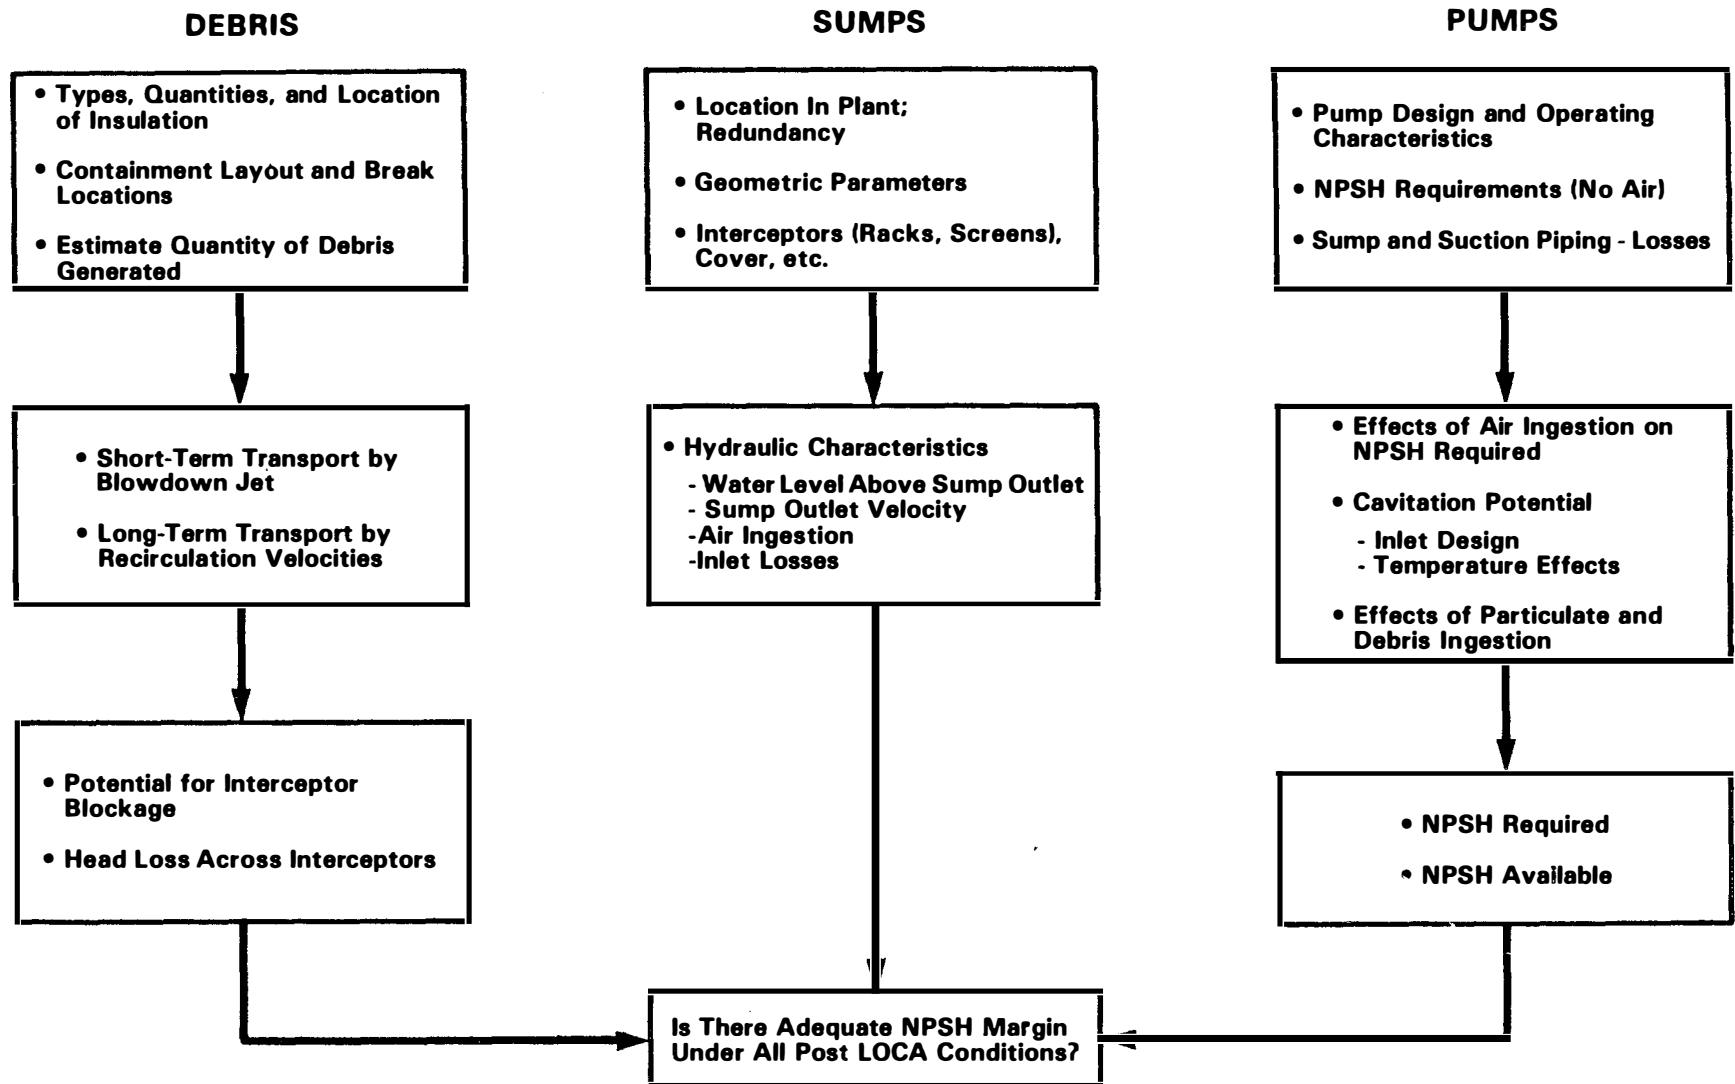 DEBRIS
• Types, Quantities, and Location
of Insulation
• Containment Layout and Break
Locations
• Estimate Quantity of Debris
Generated
• Short-Term Transport by
Blowdown Jet
• Long-Term Transport by
Recirculation Velocities
• Potential for Interceptor
Blockage
• Head Loss Across Interceptors
SUMPS
• Location In Plant;
Redundancy
• Geometric Parameters
• Interceptors (Racks, Screens),
Cover, etc.
• Hydraulic Characteristics
- Water Level Above Sump Outlet
- Sump Outlet Velocity
-Air Ingestion
-Inlet Losses
PUMPS
• Pump Design and Operating
Characteristics
• NPSH Requirements (No Air)
• Sump and Suction Piping - Losses
• Effects of Air Ingestion on
NPSH Required
• Cavitation Potential
- Inlet Design
- Temperature Effects
• Effects of Particulate and
Debris Ingestion
• NPSH Required
• NPSH Available
Is There Adequate NPSH Margin
Under All Post LOCA Conditions?